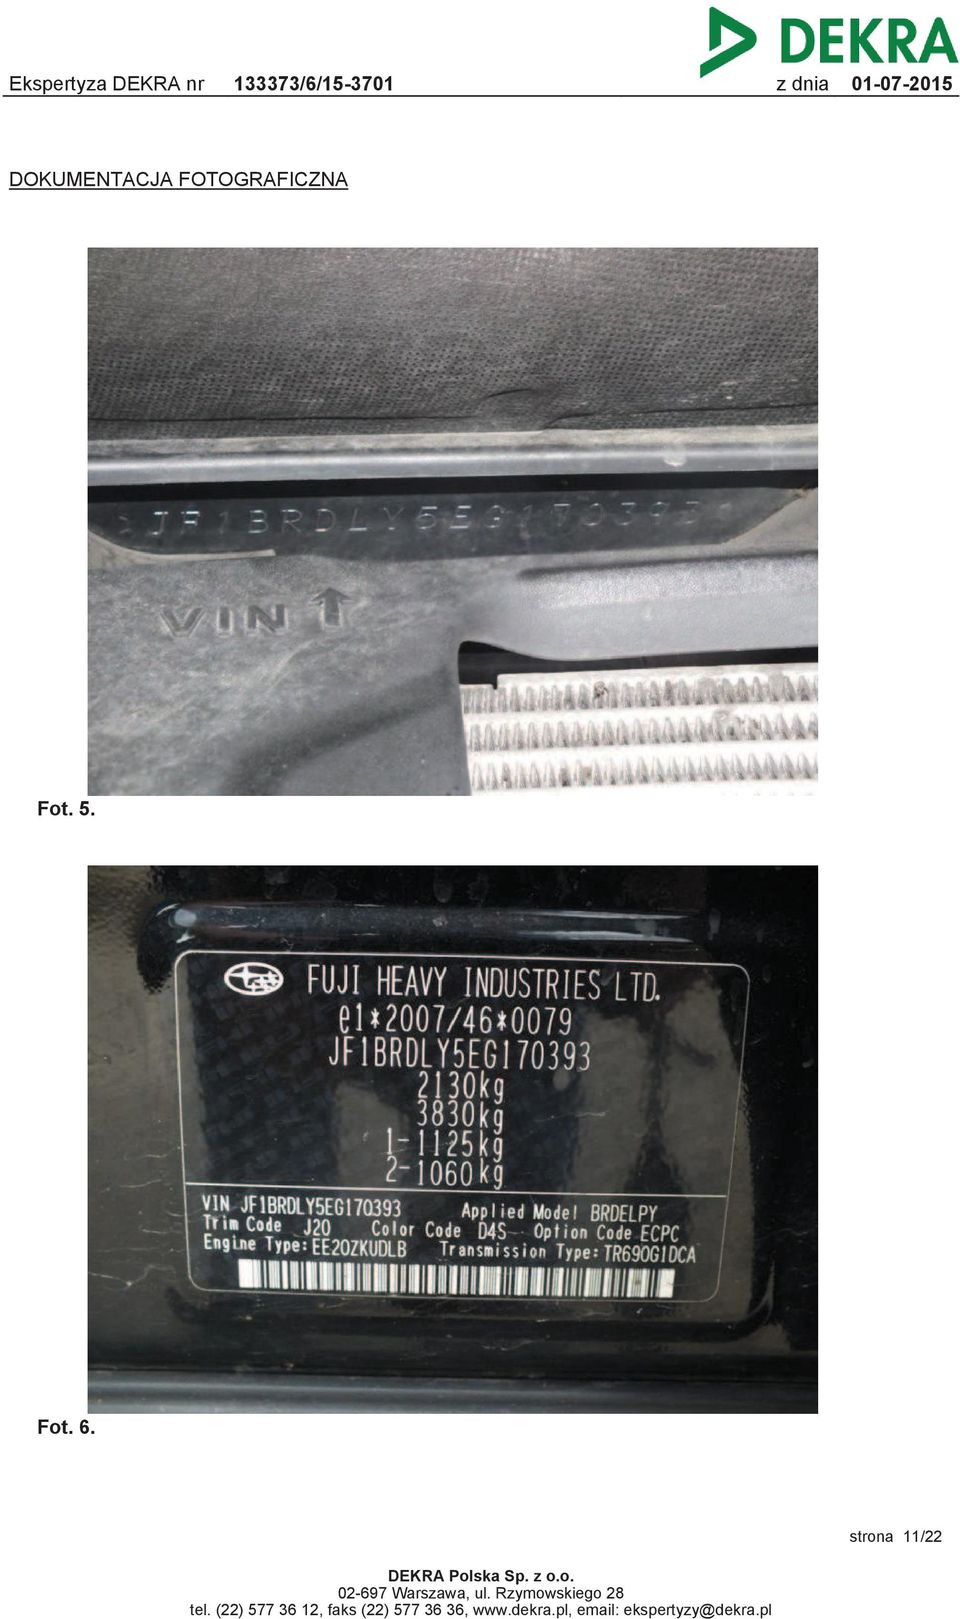 DEKRA
Ekspertyza DEKRA nr 133373/6/15-3701 z dnia 01-07-2015
DOKUMENTACJA FOTOGRAFICZNA
JF1BRDLY5EG170393
VIN ↑
Fot. 5.
FUJI HEAVY INDUSTRIES LTD.
e1*2007/46*0079
JF1BRDLY5EG170393
2130kg
3830kg
1-1125kg
2-1060kg
VIN JF1BRDLY5EG170393 Applied Model BRDELPY
Trim Code J20 Color Code D4S Option Code ECPC
Engine Type:EE20ZKUDLB Transmission Type:TR690G1DCA
Fot. 6.
strona 11/22
DEKRA Polska Sp. z o.o.
02-697 Warszawa, ul. Rzymowskiego 28
tel. (22) 577 36 12, faks (22) 577 36 36, www.dekra.pl, email: ekspertyzy@dekra.pl